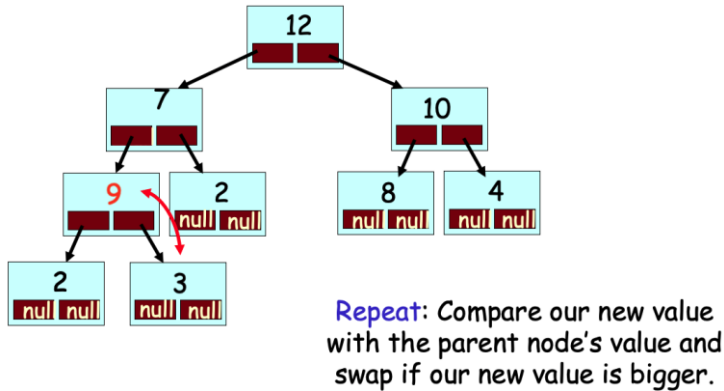 12
7
10
9
2
null null
8
null null
4
null null
2
null null
3
null null
Repeat: Compare our new value
with the parent node's value and
swap if our new value is bigger.